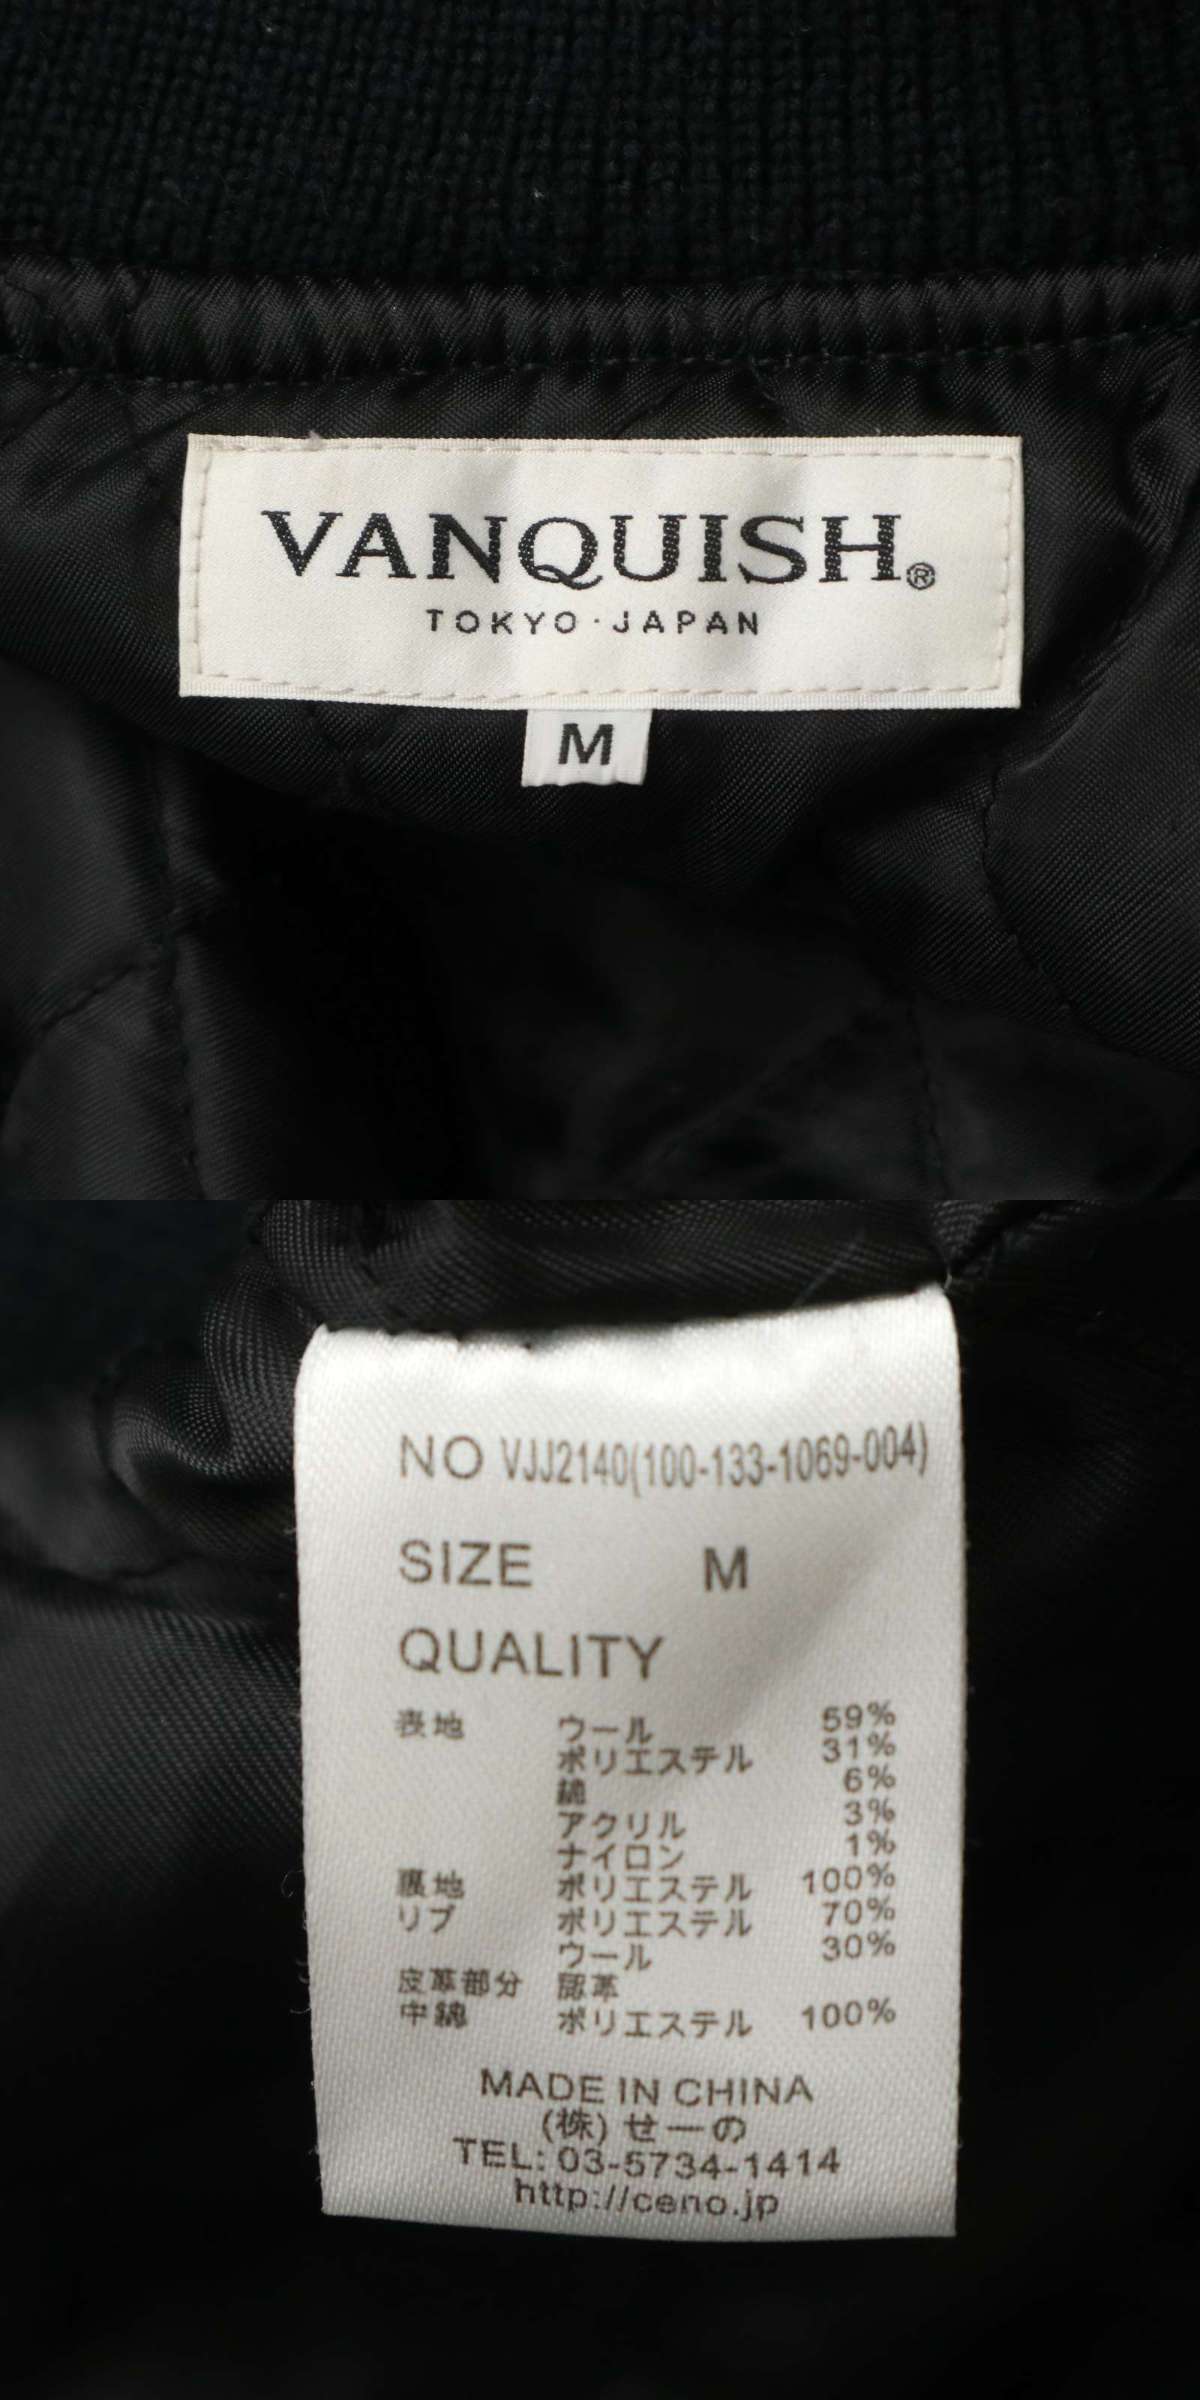 VANQUISH®
TOKYO·JAPAN
M
NO VJJ2140(100-133-1069-004)
SIZE M
QUALITY
表地 ウール 59%
ポリエステル 31%
綿 6%
アクリル 3%
ナイロン 1%
裏地 ポリエステル 100%
リブ ポリエステル 70%
ウール 30%
皮革部分
中綿 ポリエステル 100%
MADE IN CHINA
(株)せーの
TEL: 03-5734-1414
http://ceno.jp